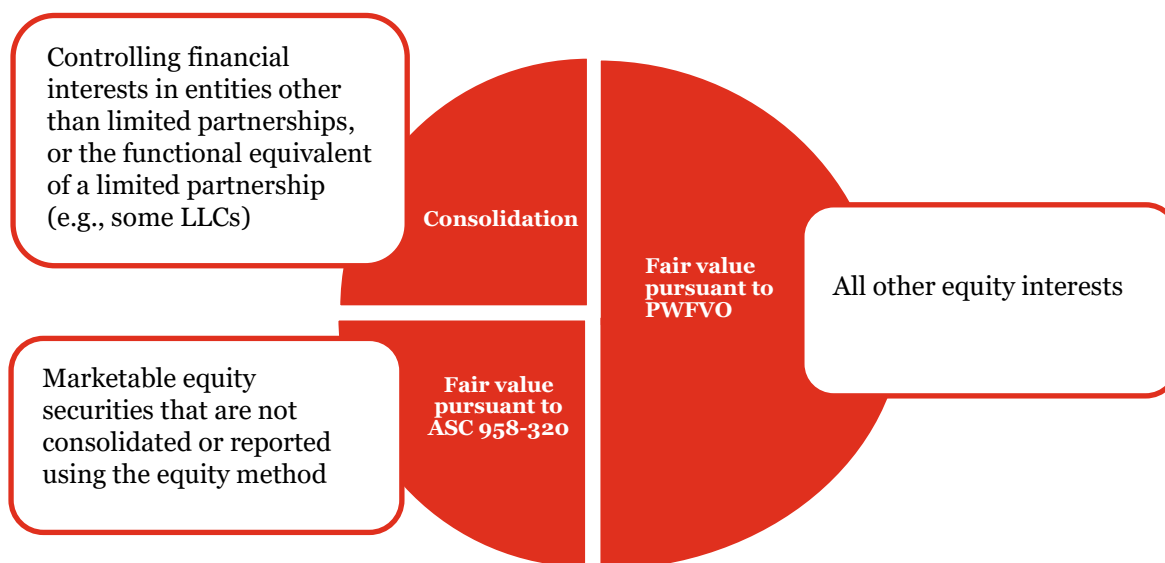 Controlling financial
interests in entities other
than limited partnerships,
or the functional equivalent
of a limited partnership
(e.g., some LLCs)
Consolidation
Fair value
pursuant to
PWFVO
All other equity interests
Marketable equity
securities that are not
consolidated or reported
using the equity method
Fair value
pursuant to
ASC 958-320